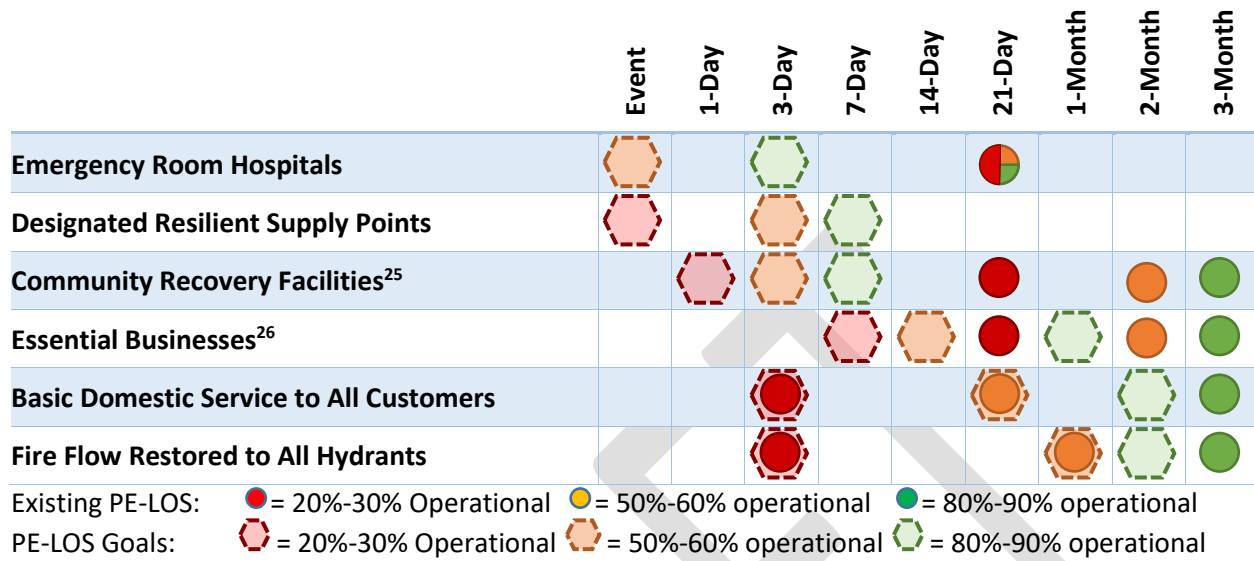 Event 1-Day 3-Day 7-Day 14-Day 21-Day 1-Month 2-Month 3-Month
Emergency Room Hospitals
Designated Resilient Supply Points
Community Recovery Facilities²⁵
Essential Businesses²⁶
Basic Domestic Service to All Customers
Fire Flow Restored to All Hydrants
Existing PE-LOS: = 20%-30% Operational = 50%-60% operational = 80%-90% operational
PE-LOS Goals: = 20%-30% Operational = 50%-60% operational = 80%-90% operational